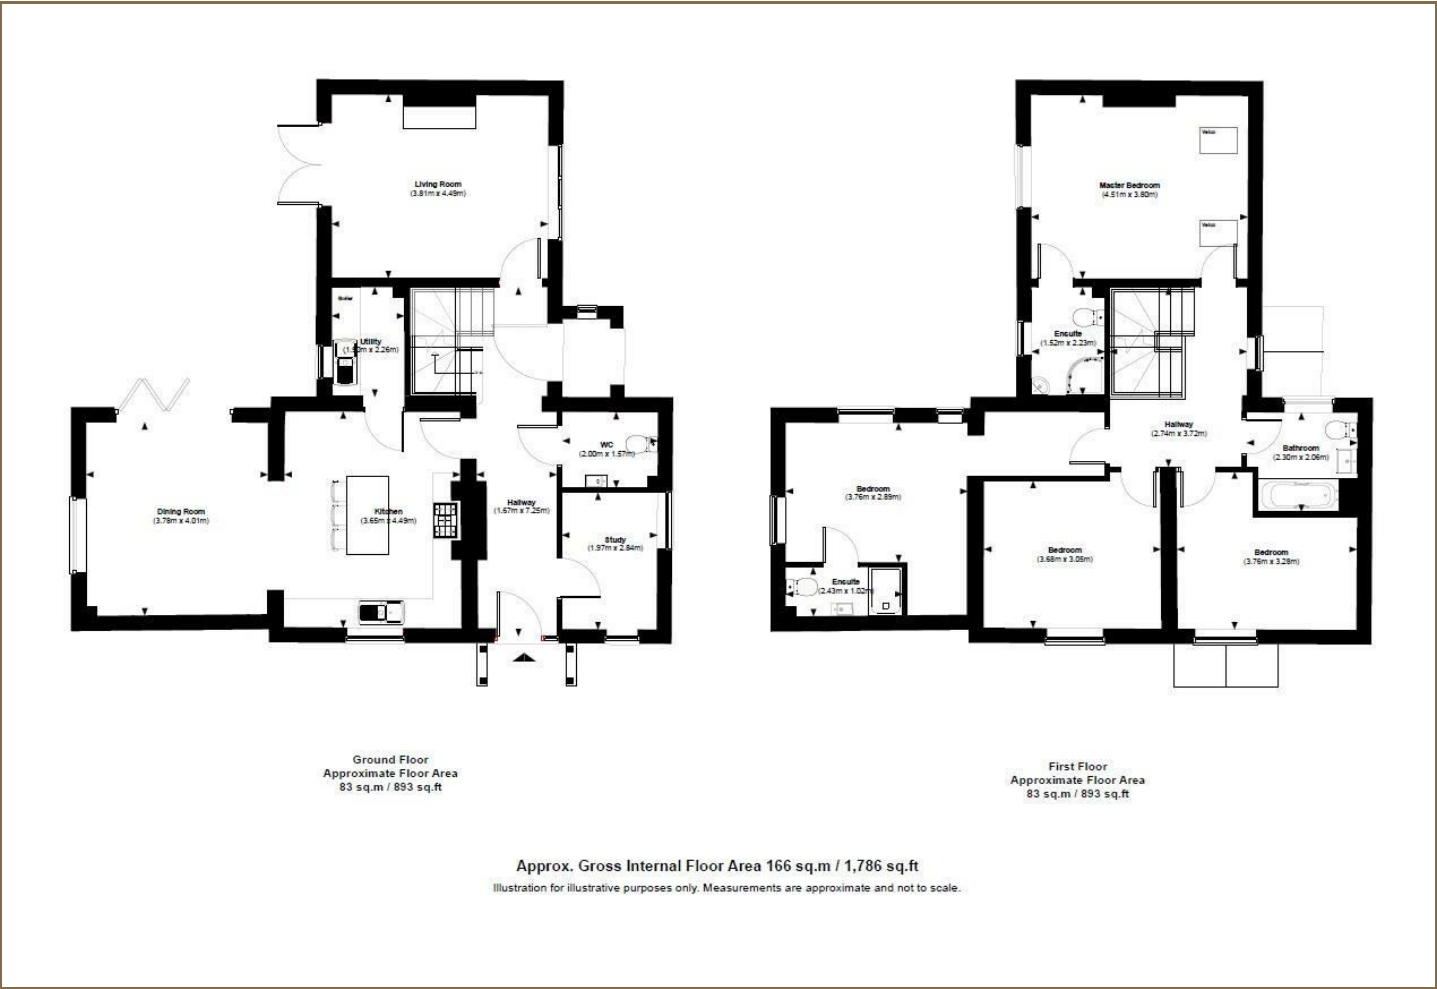 Living Room
(3.81m x 4.49m)
Boiler
Utility
2.26m)
Dining Room
(3.78m x 4.01m)
Kitchen
(3.65m x 4.49m)
Hallway
(1.67m x 7.25m)
WC
(2.00m x 1.57m)
Study
(1.97m x 2.84m)
Ground Floor
Approximate Floor Area
83 sq.m / 893 sq.ft
Velux
Master Bedroom
(4.51m x 3.80m)
Velux
Ensuite
(1.52m x 2.23m)
Hallway
(2.74m x 3.72m)
Bathroom
(2.30m x 2.06m)
Bedroom
(3.76m x 2.89m)
Bedroom
(3.68m x 3.05m)
Bedroom
(3.76m x 3.28m)
Ensuite
(2.43m x 1.02m)
First Floor
Approximate Floor Area
83 sq.m / 893 sq.ft
Approx. Gross Internal Floor Area 166 sq.m / 1,786 sq.ft
Illustration for illustrative purposes only. Measurements are approximate and not to scale.